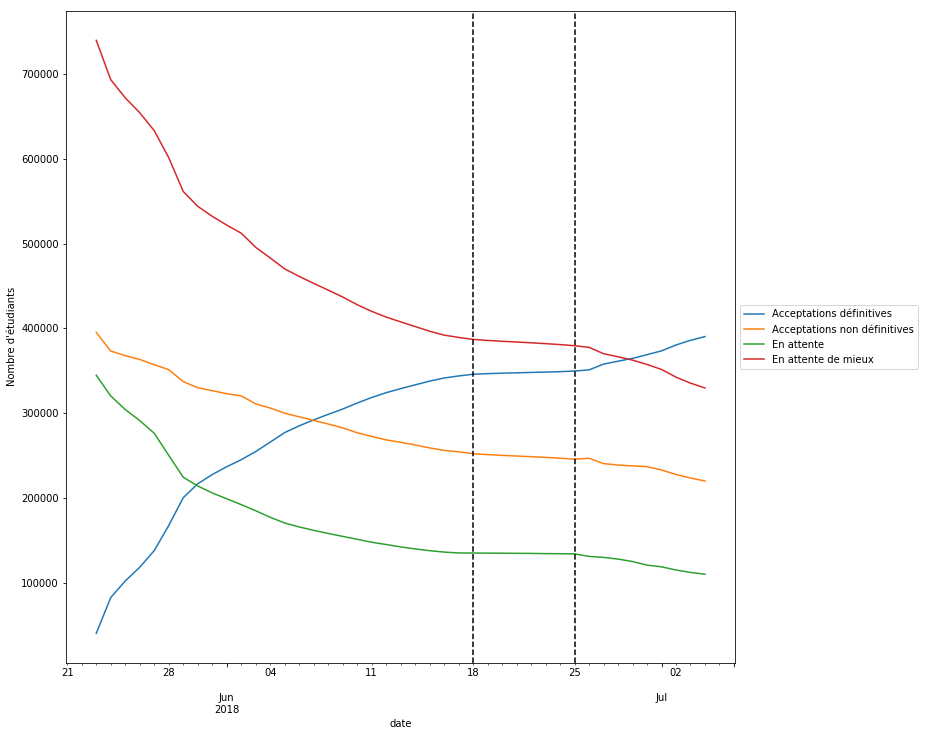 700000
600000
500000
400000
300000
200000
100000
Nombre d'étudiants
21 28 04 11 18 25 02
Jun Jul
2018
date
Acceptations définitives
Acceptations non définitives
En attente
En attente de mieux